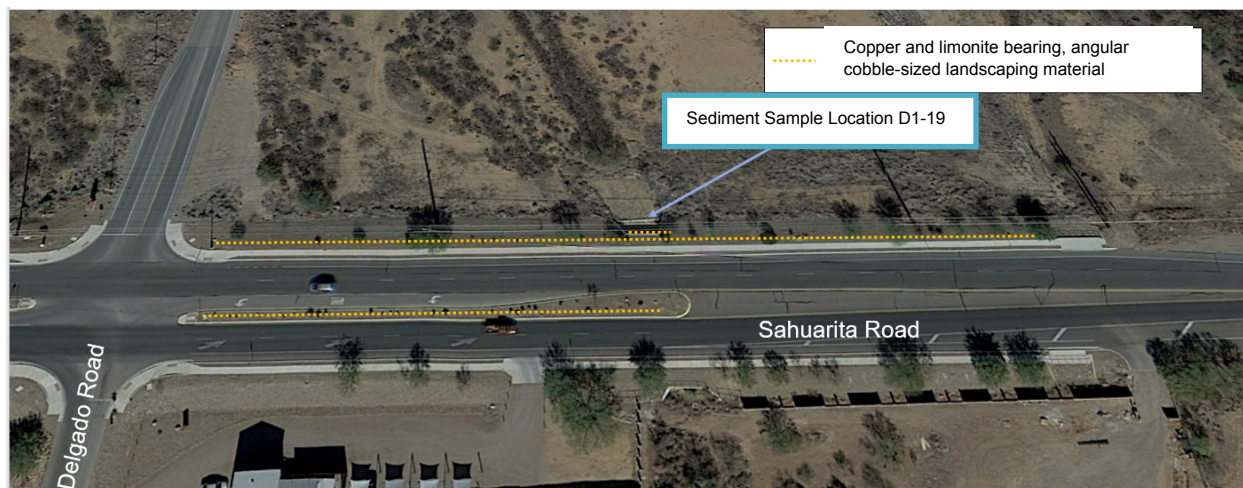 Copper and limonite bearing, angular
cobble-sized landscaping material
Sediment Sample Location D1-19
Sahuarita Road
Delgado Road